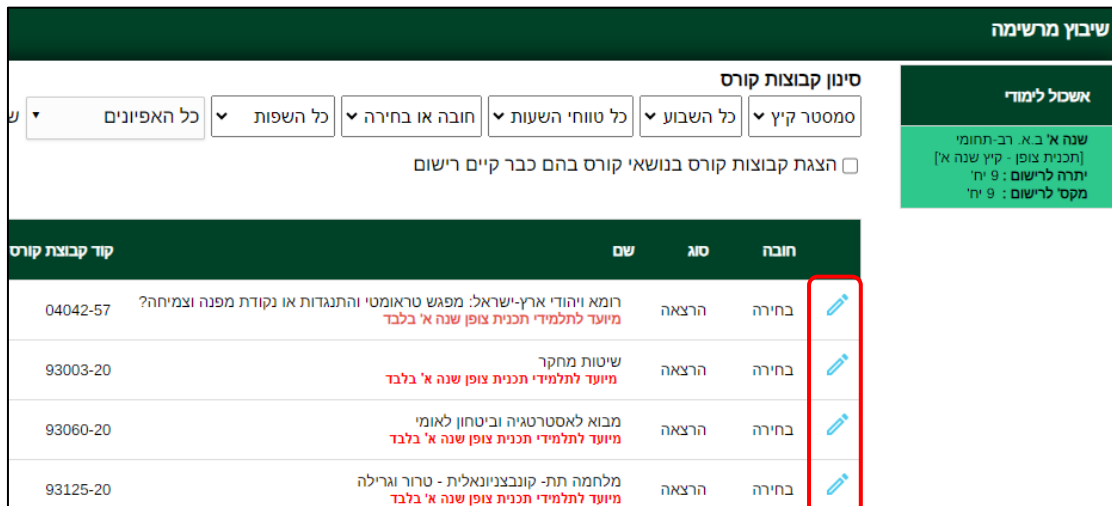 שיבוץ מרשימה
אשכול לימודי
שנה א' ב.א. רב-תחומי
[תכנית צופן - קיץ שנה א']
יתרה לרישום : 9 יח'
מקס' לרישום : 9 יח'
סינון קבוצות קורס
סמסטר קיץ כל השבוע כל טווחי השעות חובה או בחירה כל השפות כל האפיונים
הצגת קבוצות קורס בנושאי קורס בהם כבר קיים רישום
חובה סוג שם קוד קבוצת קורס
בחירה הרצאה רומא ויהודי ארץ-ישראל: מפגש טראומטי והתנגדות או נקודת מפנה וצמיחה? 04042-57
מיועד לתלמידי תכנית צופן שנה א' בלבד
בחירה הרצאה שיטות מחקר 93003-20
מיועד לתלמידי תכנית צופן שנה א' בלבד
בחירה הרצאה מבוא לאסטרטגיה וביטחון לאומי 93060-20
מיועד לתלמידי תכנית צופן שנה א' בלבד
בחירה הרצאה מלחמה תת- קונבנציונאלית - טרור וגרילה 93125-20
מיועד לתלמידי תכנית צופן שנה א' בלבד